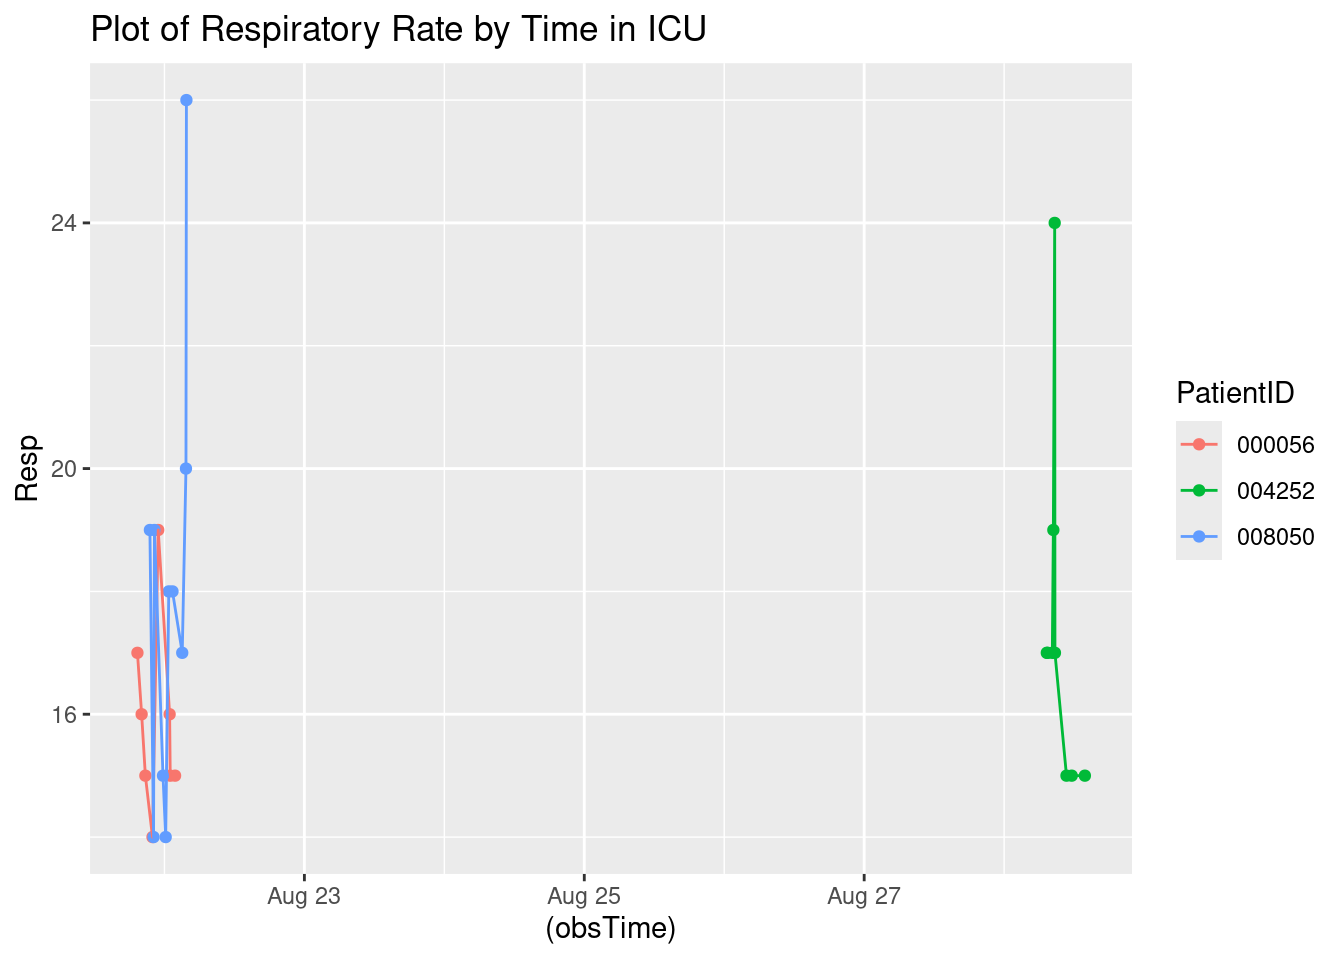 Plot of Respiratory Rate by Time in ICU
24
20
16
Resp
Aug 23
Aug 25
Aug 27
(obsTime)
PatientID
000056
004252
008050